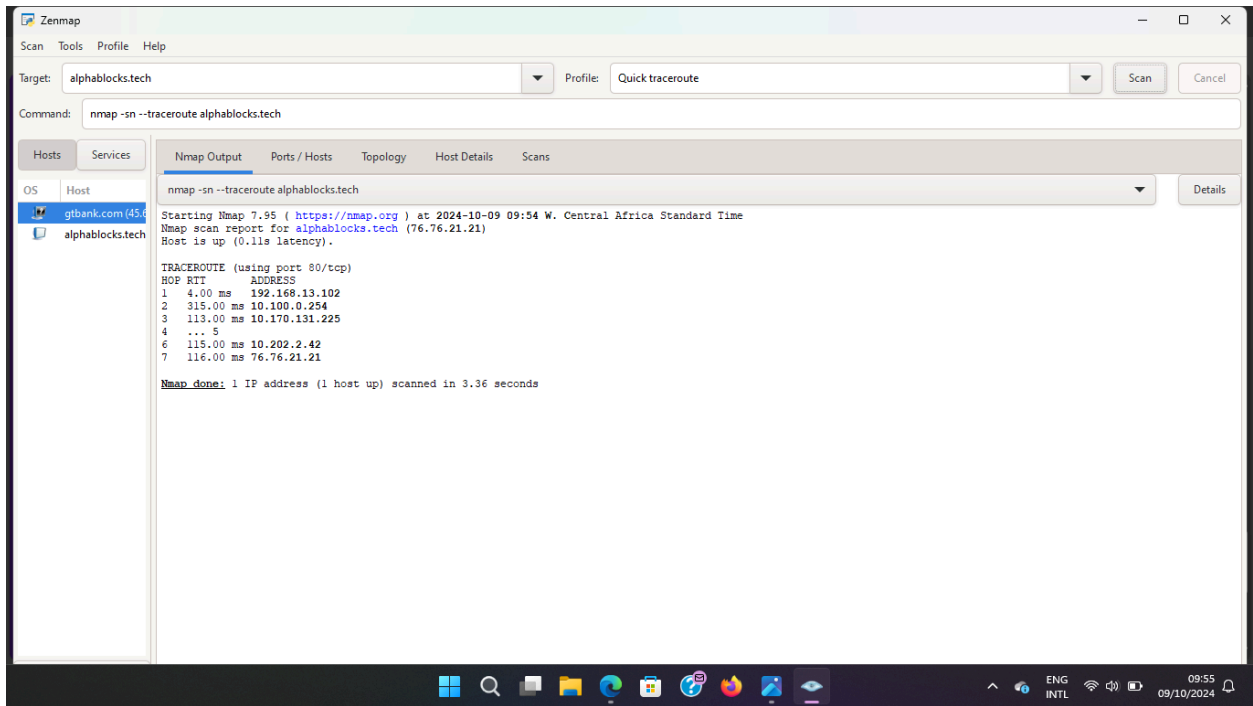 Zenmap
Scan Tools Profile Help
Target: alphablocks.tech Profile: Quick traceroute Scan Cancel
Command: nmap -sn --traceroute alphablocks.tech
Hosts Services Nmap Output Ports / Hosts Topology Host Details Scans
OS Host nmap -sn --traceroute alphablocks.tech Details
gtbank.com (45.6
alphablocks.tech
Starting Nmap 7.95 ( https://nmap.org ) at 2024-10-09 09:54 W. Central Africa Standard Time
Nmap scan report for alphablocks.tech (76.76.21.21)
Host is up (0.11s latency).
TRACEROUTE (using port 80/tcp)
HOP RTT ADDRESS
1 4.00 ms 192.168.13.102
2 315.00 ms 10.100.0.254
3 113.00 ms 10.170.131.225
4 ... 5
6 115.00 ms 10.202.2.42
7 116.00 ms 76.76.21.21
Nmap done: 1 IP address (1 host up) scanned in 3.36 seconds
ENG
INTL
09:55
09/10/2024